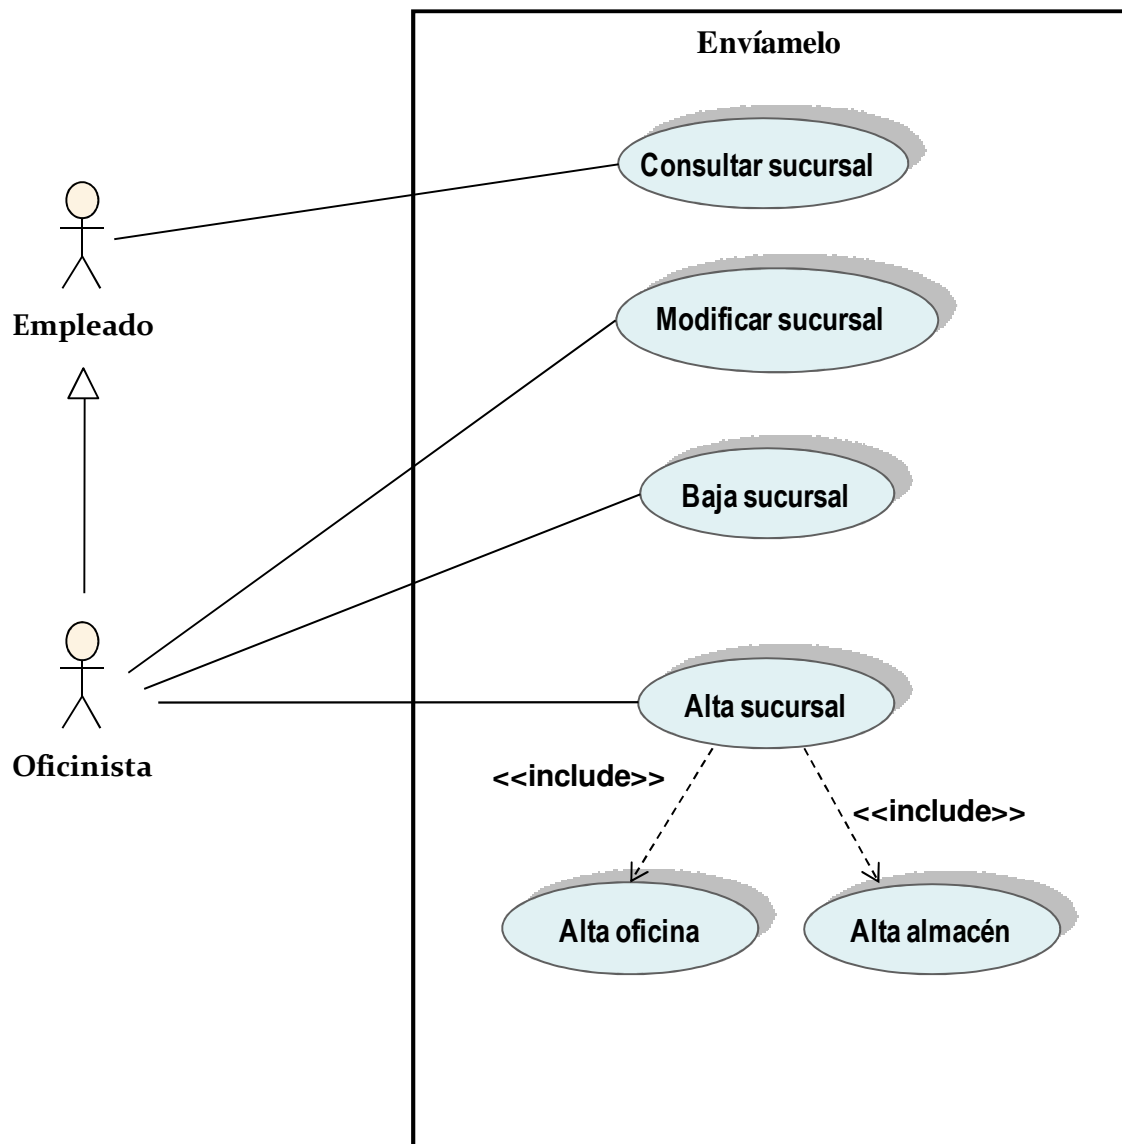 Envíamelo
Consultar sucursal
Empleado
Modificar sucursal
Baja sucursal
Alta sucursal
Oficinista
<<include>>
<<include>>
Alta oficina
Alta almacén